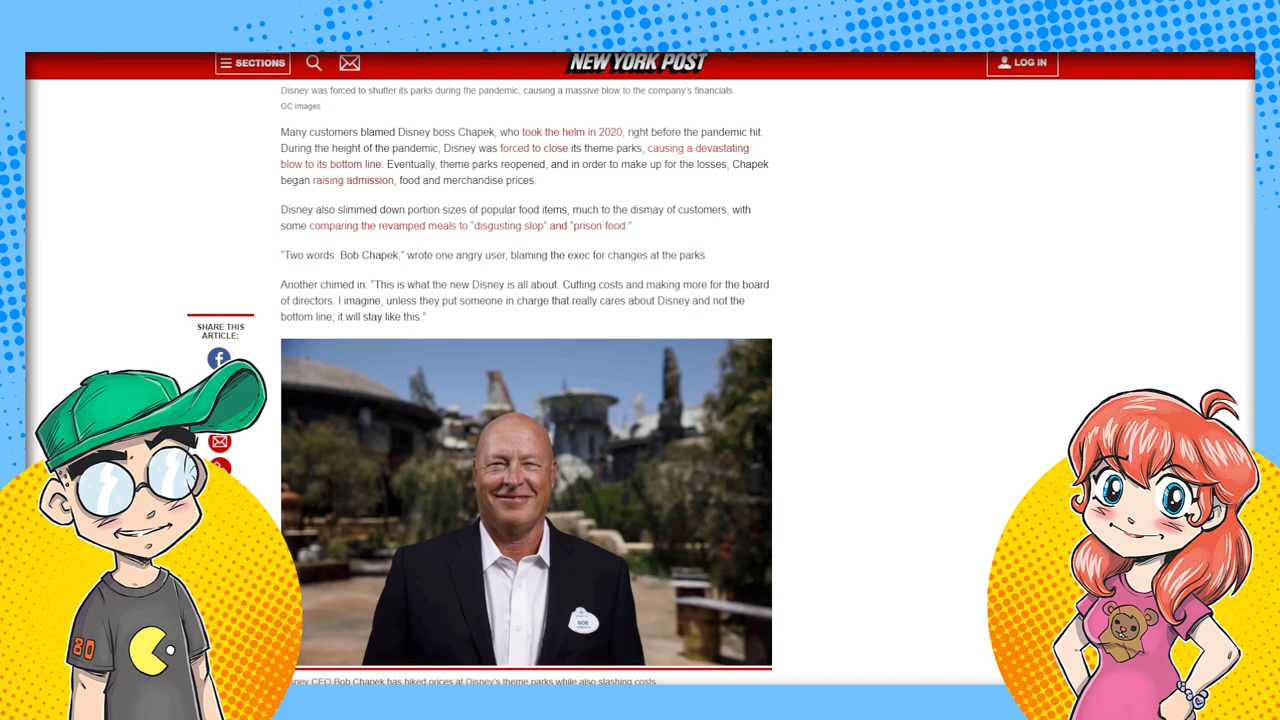 SECTIONS
NEW YORK POST
LOG IN
Disney was forced to shutter its parks during the pandemic, causing a massive blow to the company's financials.
GC Images
Many customers blamed Disney boss Chapek, who took the helm in 2020, right before the pandemic hit.
During the height of the pandemic, Disney was forced to close its theme parks, causing a devastating
blow to its bottom line. Eventually, theme parks reopened, and in order to make up for the losses, Chapek
began raising admission, food and merchandise prices.
Disney also slimmed down portion sizes of popular food items, much to the dismay of customers, with
some comparing the revamped meals to "disgusting slop" and "prison food."
"Two words: Bob Chapek," wrote one angry user, blaming the exec for changes at the parks.
Another chimed in: "This is what the new Disney is all about. Cutting costs and making more for the board
of directors. I imagine, unless they put someone in charge that really cares about Disney and not the
bottom line, it will stay like this."
SHARE THIS
ARTICLE:
f
BOB
80
CEO Bob Chapek has hiked prices at Disney's theme parks while also slashing costs